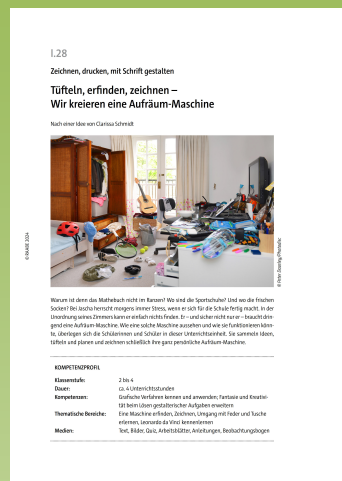 I.28
Zeichnen, drucken, mit Schrift gestalten
Tüfteln, erfinden, zeichnen –
Wir kreieren eine Aufräum-Maschine
Nach einer Idee von Clarissa Schmidt
© RAABE 2024
Warum ist denn das Mathebuch nicht im Ranzen? Wo sind die Sportschuhe? Und wo die frischen
Socken? Bei Jascha herrscht morgens immer Stress, wenn er sich für die Schule fertig macht. In der
Unordnung seines Zimmers kann er einfach nichts finden. Er – und sicher nicht nur er – braucht drin-
gend eine Aufräum-Maschine. Wie eine solche Maschine aussehen und wie sie funktionieren könn-
te, überlegen sich die Schülerinnen und Schüler in dieser Unterrichtseinheit. Sie sammeln Ideen,
tüfteln und planen und zeichnen schließlich ihre ganz persönliche Aufräum-Maschine.
KOMPETENZPROFIL
Klassenstufe: 2 bis 4
Dauer: ca. 4 Unterrichtsstunden
Kompetenzen: Grafische Verfahren kennen und anwenden; Fantasie und Kreativi-
tät beim Lösen gestalterischer Aufgaben erweitern
Thematische Bereiche: Eine Maschine erfinden, Zeichnen, Umgang mit Feder und Tusche
erlernen, Leonardo da Vinci kennenlernen
Medien: Text, Bilder, Quiz, Arbeitsblätter, Anleitungen, Beobachtungsbogen